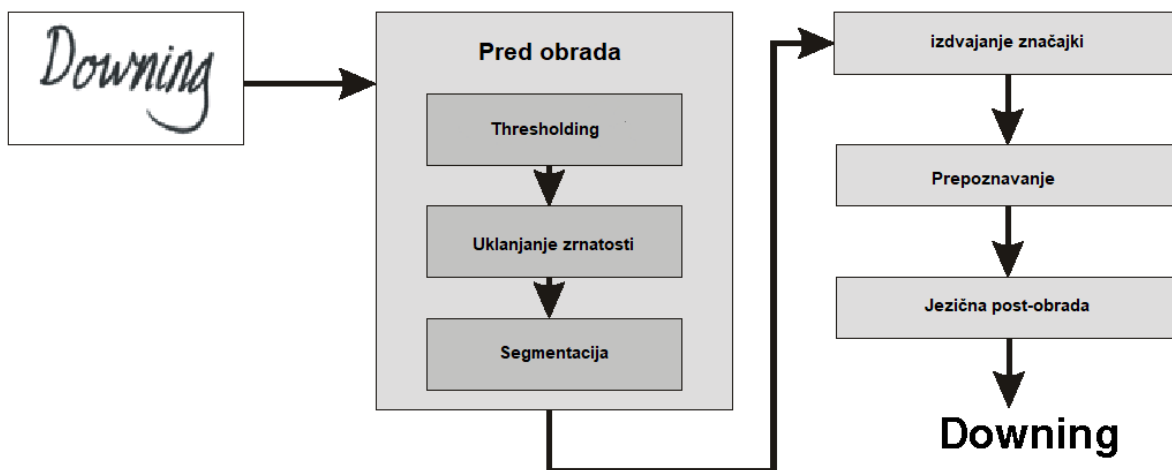 Downing
Pred obrada
Thresholding
Uklanjanje zrnatosti
Segmentacija
izdvajanje značajki
Prepoznavanje
Jezična post-obrada
Downing